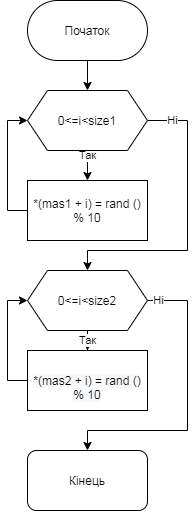 Початок
0<=i<size1
Ні
Так
*(mas1 + i) = rand ()
% 10
0<=i<size2
Ні
Так
*(mas2 + i) = rand ()
% 10
Кінець